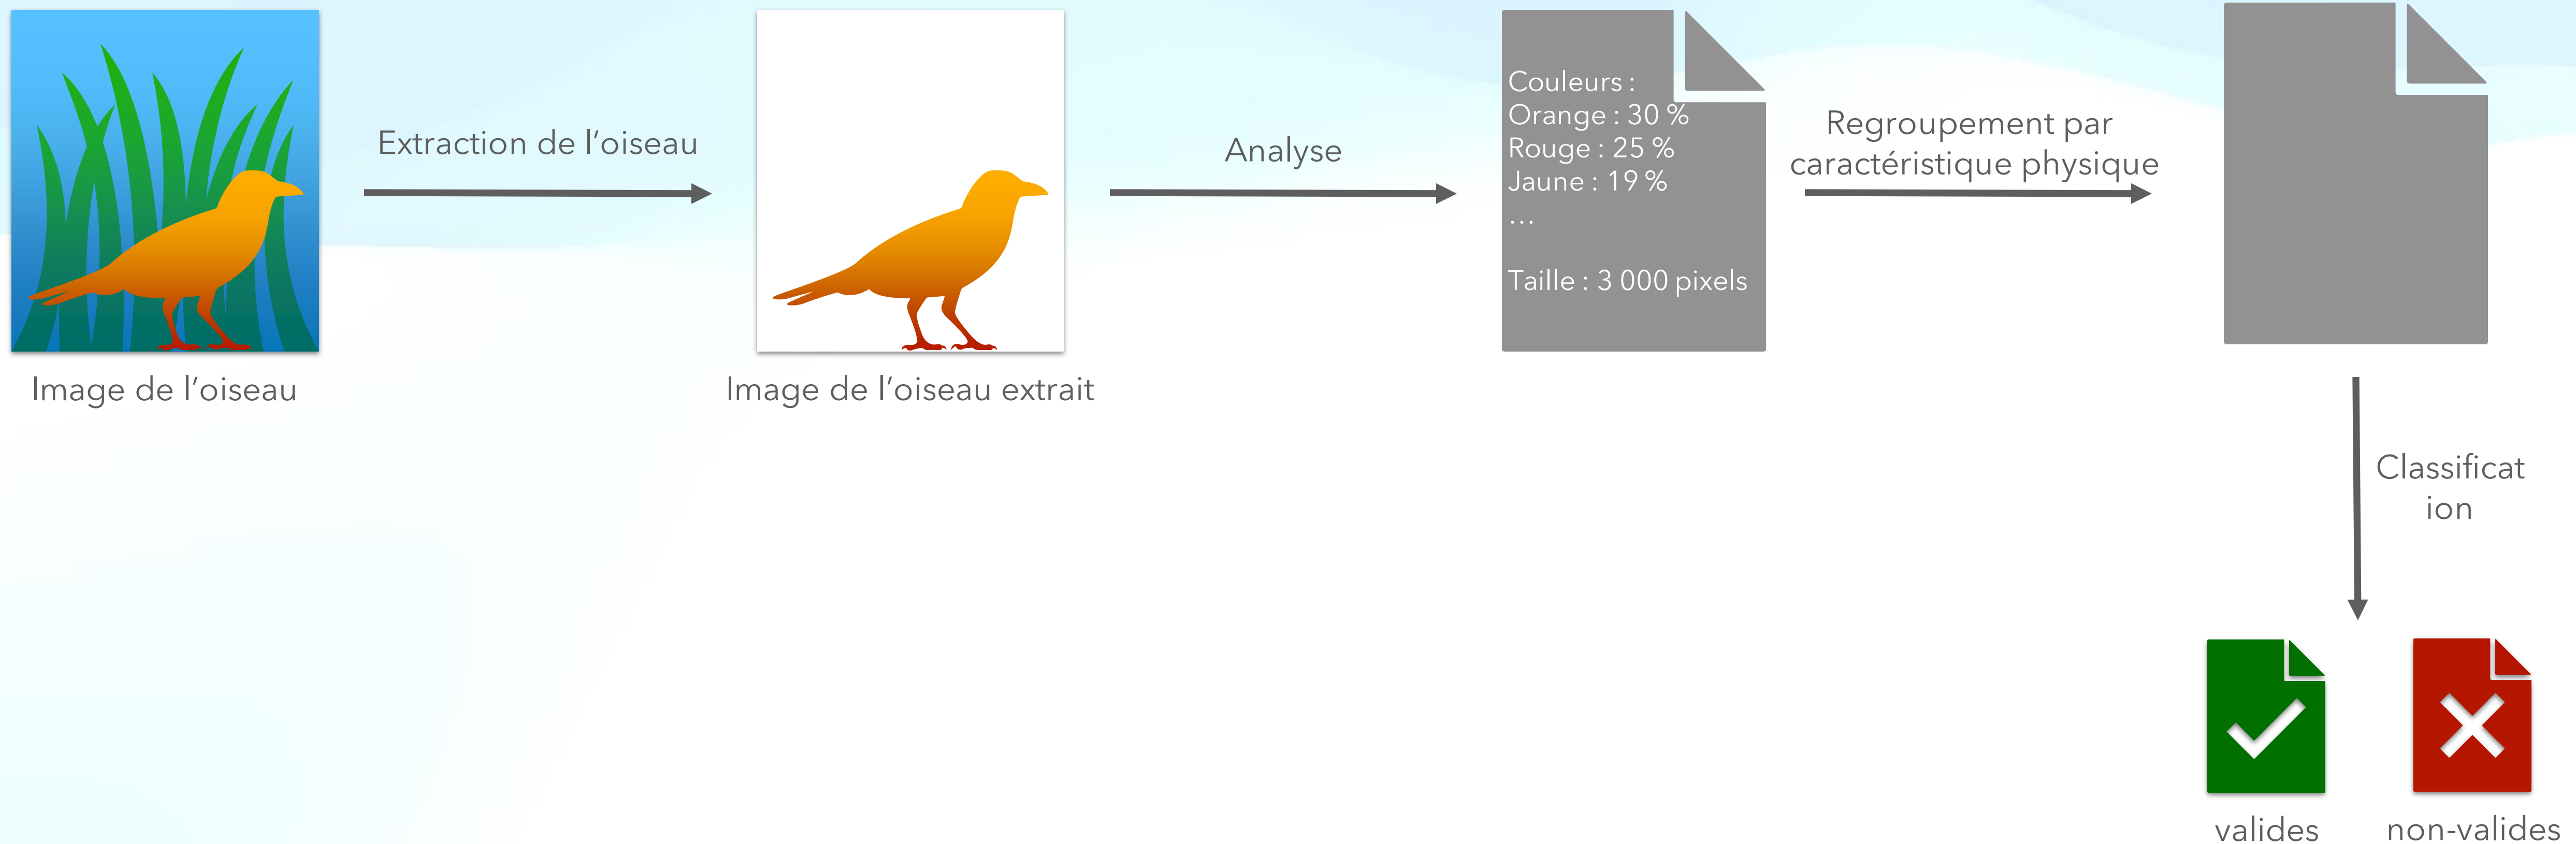 Image de l’oiseau
Extraction de l’oiseau
Image de l’oiseau extrait
Analyse
Couleurs :
Orange : 30 %
Rouge : 25 %
Jaune : 19 %
…
Taille : 3 000 pixels
Regroupement par
caractéristique physique
Classificat
ion
valides
non-valides